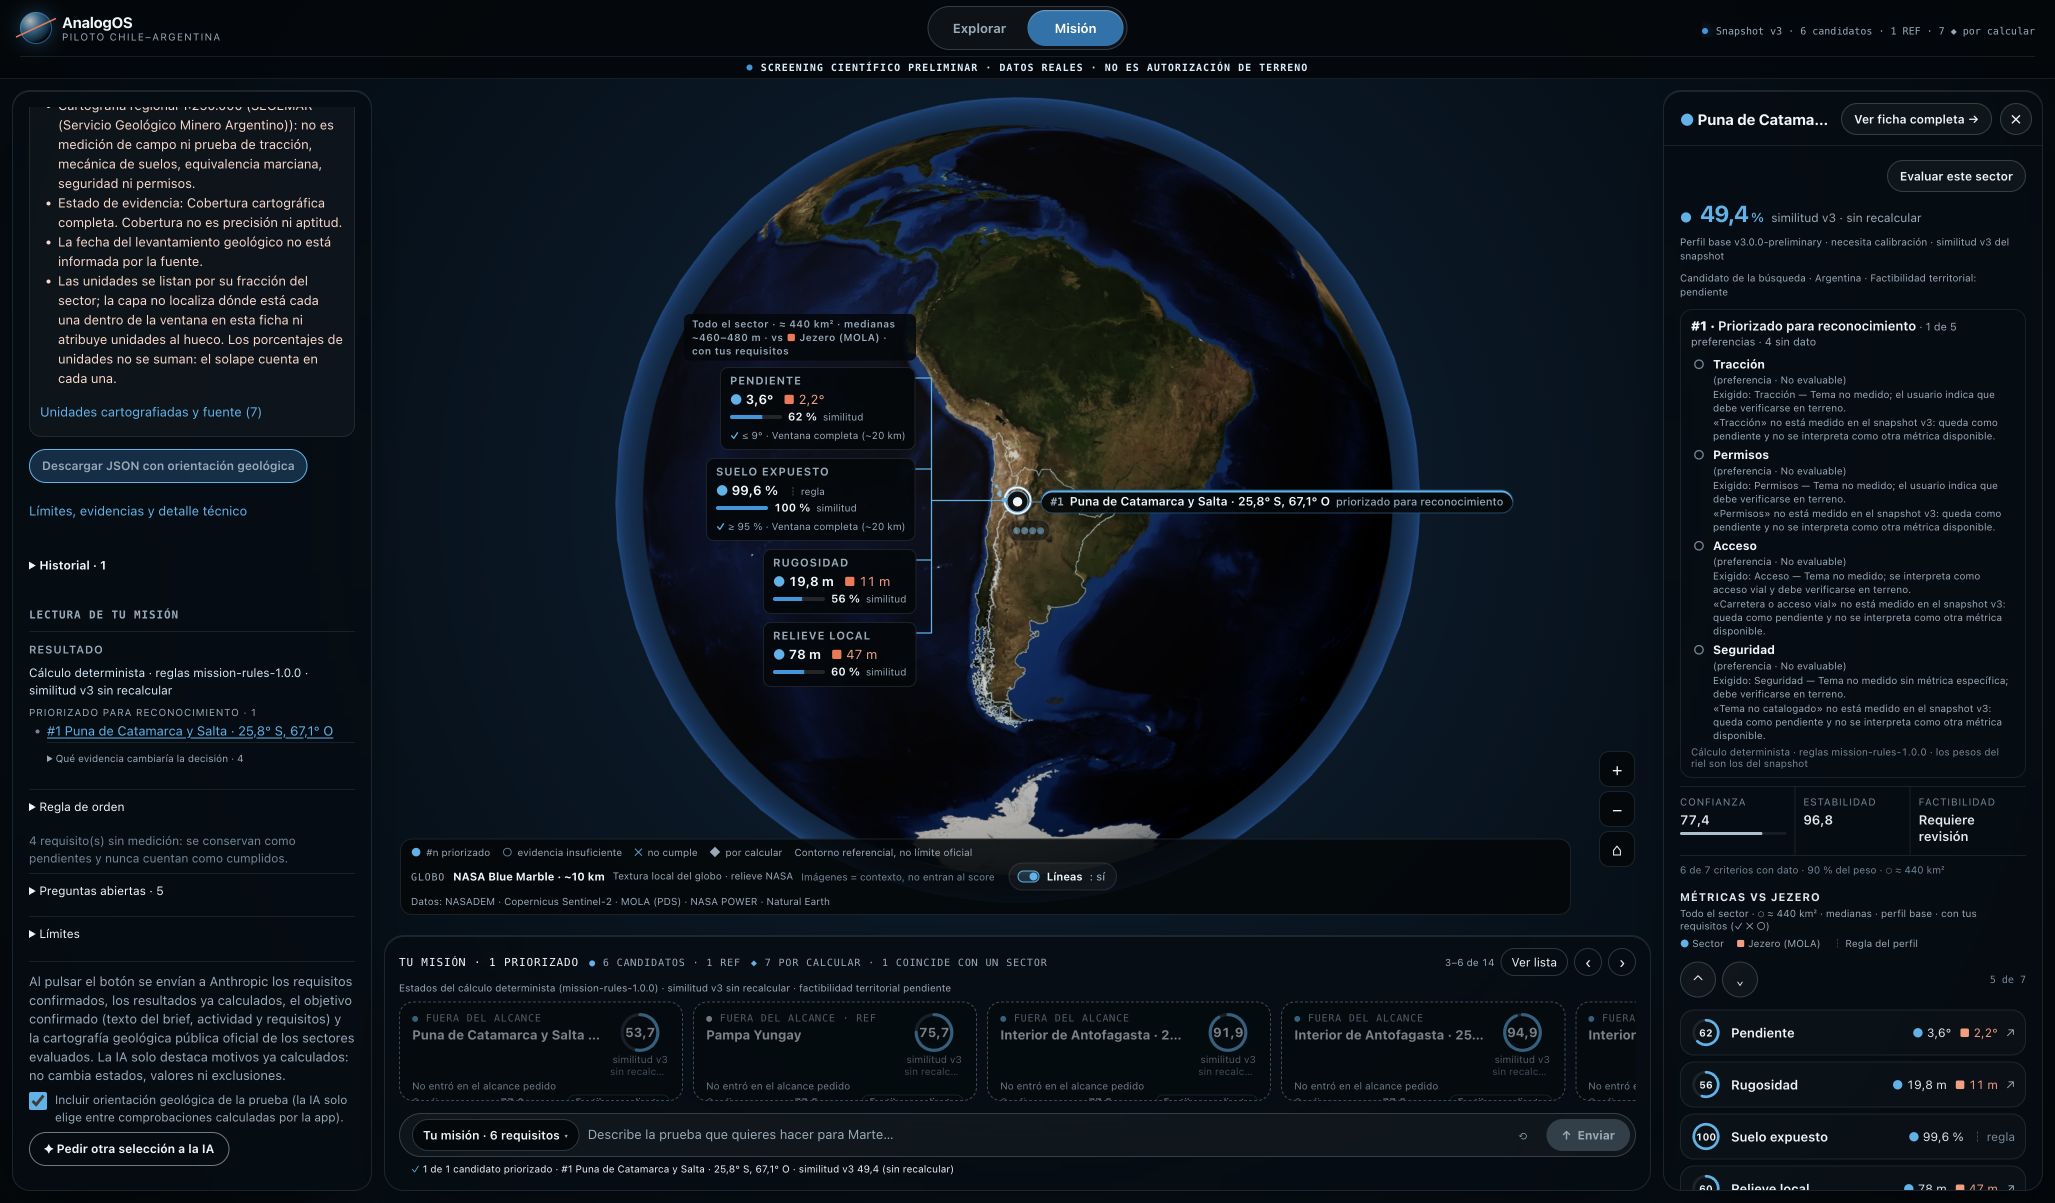 AnalogOS
PILOTO CHILE–ARGENTINA
Explorar
Misión
Snapshot v3 · 6 candidatos · 1 REF · 7 ◆ por calcular
SCREENING CIENTÍFICO PRELIMINAR · DATOS REALES · NO ES AUTORIZACIÓN DE TERRENO
Cartografía regional 1:250.000 (SEGEMAR
(Servicio Geológico Minero Argentino)): no es
medición de campo ni prueba de tracción,
mecánica de suelos, equivalencia marciana,
seguridad ni permisos.
• Estado de evidencia: Cobertura cartográfica
completa. Cobertura no es precisión ni aptitud.
• La fecha del levantamiento geológico no está
informada por la fuente.
• Las unidades se listan por su fracción del
sector; la capa no localiza dónde está cada
una dentro de la ventana en esta ficha ni
atribuye unidades al hueco. Los porcentajes de
unidades no se suman: el solape cuenta en
cada una.
Unidades cartografiadas y fuente (7)
Descargar JSON con orientación geológica
Límites, evidencias y detalle técnico
▶ Historial · 1
LECTURA DE TU MISIÓN
RESULTADO
Cálculo determinista · reglas mission-rules-1.0.0 ·
similitud v3 sin recalcular
PRIORIZADO PARA RECONOCIMIENTO · 1
• #1 Puna de Catamarca y Salta · 25,8° S, 67,1° O
▶ Qué evidencia cambiaría la decisión · 4
▶ Regla de orden
4 requisito(s) sin medición: se conservan como
pendientes y nunca cuentan como cumplidos.
▶ Preguntas abiertas · 5
▶ Límites
Al pulsar el botón se envían a Anthropic los requisitos
confirmados, los resultados ya calculados, el objetivo
confirmado (texto del brief, actividad y requisitos) y
la cartografía geológica pública oficial de los sectores
evaluados. La IA solo destaca motivos ya calculados:
no cambia estados, valores ni exclusiones.
Incluir orientación geológica de la prueba (la IA solo
elige entre comprobaciones calculadas por la app).
✦ Pedir otra selección a la IA
Todo el sector · ≈ 440 km² · medianas
~460–480 m · vs Jezero (MOLA) ·
con tus requisitos
PENDIENTE
3,6° 2,2°
62 % similitud
✓ ≤ 9° · Ventana completa (~20 km)
SUELO EXPUESTO
99,6 % ⋮ regla
100 % similitud
✓ ≥ 95 % · Ventana completa (~20 km)
RUGOSIDAD
19,8 m 11 m
56 % similitud
RELIEVE LOCAL
78 m 47 m
60 % similitud
#1 Puna de Catamarca y Salta · 25,8° S, 67,1° O priorizado para reconocimiento
+
−
⌂
#n priorizado ○ evidencia insuficiente × no cumple ◆ por calcular Contorno referencial, no límite oficial
GLOBO NASA Blue Marble · ~10 km Textura local del globo · relieve NASA Imágenes = contexto, no entran al score Líneas : sí
Datos: NASADEM · Copernicus Sentinel-2 · MOLA (PDS) · NASA POWER · Natural Earth
TU MISIÓN · 1 PRIORIZADO ● 6 CANDIDATOS · 1 REF ◆ 7 POR CALCULAR · 1 COINCIDE CON UN SECTOR
3–6 de 14 Ver lista ‹ ›
Estados del cálculo determinista (mission-rules-1.0.0) · similitud v3 sin recalcular · factibilidad territorial pendiente
FUERA DEL ALCANCE
Puna de Catamarca y Salta ...
53,7
similitud v3
sin recalc...
No entró en el alcance pedido
FUERA DEL ALCANCE · REF
Pampa Yungay
75,7
similitud v3
sin recalc...
No entró en el alcance pedido
FUERA DEL ALCANCE
Interior de Antofagasta · 2...
91,9
similitud v3
sin recalc...
No entró en el alcance pedido
FUERA DEL ALCANCE
Interior de Antofagasta · 25...
94,9
similitud v3
sin recalc...
No entró en el alcance pedido
FUERA
Interior
No entró e
Tu misión · 6 requisitos
Describe la prueba que quieres hacer para Marte...
↑ Enviar
✓ 1 de 1 candidato priorizado · #1 Puna de Catamarca y Salta · 25,8° S, 67,1° O · similitud v3 49,4 (sin recalcular)
Puna de Catama...
Ver ficha completa →
✕
Evaluar este sector
49,4 % similitud v3 · sin recalcular
Perfil base v3.0.0-preliminary · necesita calibración · similitud v3 del
snapshot
Candidato de la búsqueda · Argentina · Factibilidad territorial:
pendiente
#1 · Priorizado para reconocimiento · 1 de 5
preferencias · 4 sin dato
Tracción
(preferencia · No evaluable)
Exigido: Tracción — Tema no medido; el usuario indica que
debe verificarse en terreno.
«Tracción» no está medido en el snapshot v3: queda como
pendiente y no se interpreta como otra métrica disponible.
Permisos
(preferencia · No evaluable)
Exigido: Permisos — Tema no medido; el usuario indica que
debe verificarse en terreno.
«Permisos» no está medido en el snapshot v3: queda como
pendiente y no se interpreta como otra métrica disponible.
Acceso
(preferencia · No evaluable)
Exigido: Acceso — Tema no medido; se interpreta como
acceso vial y debe verificarse en terreno.
«Carretera o acceso vial» no está medido en el snapshot v3:
queda como pendiente y no se interpreta como otra métrica
disponible.
Seguridad
(preferencia · No evaluable)
Exigido: Seguridad — Tema no medido sin métrica específica;
debe verificarse en terreno.
«Tema no catalogado» no está medido en el snapshot v3:
queda como pendiente y no se interpreta como otra métrica
disponible.
Cálculo determinista · reglas mission-rules-1.0.0 · los pesos del
riel son los del snapshot
CONFIANZA
77,4
ESTABILIDAD
96,8
FACTIBILIDAD
Requiere
revisión
6 de 7 criterios con dato · 90 % del peso · ○ ≈ 440 km²
MÉTRICAS VS JEZERO
Todo el sector · ○ ≈ 440 km² · medianas · perfil base · con tus
requisitos (✓ ✕ ○)
Sector Jezero (MOLA) ⋮ Regla del perfil
5 de 7
62 Pendiente 3,6° 2,2° ↗
56 Rugosidad 19,8 m 11 m ↗
100 Suelo expuesto 99,6 % ⋮ regla
60 Relieve local 78 m 47 m ↗